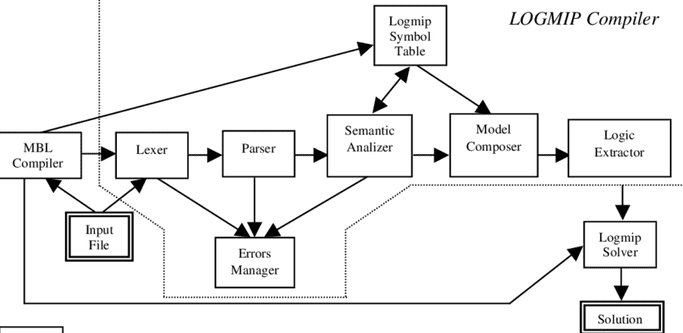 LOGMIP Compiler
Logmip
Symbol
Table
MBL
Compiler
Lexer
Parser
Semantic
Analizer
Model
Composer
Logic
Extractor
Input
File
Errors
Manager
Logmip
Solver
Solution